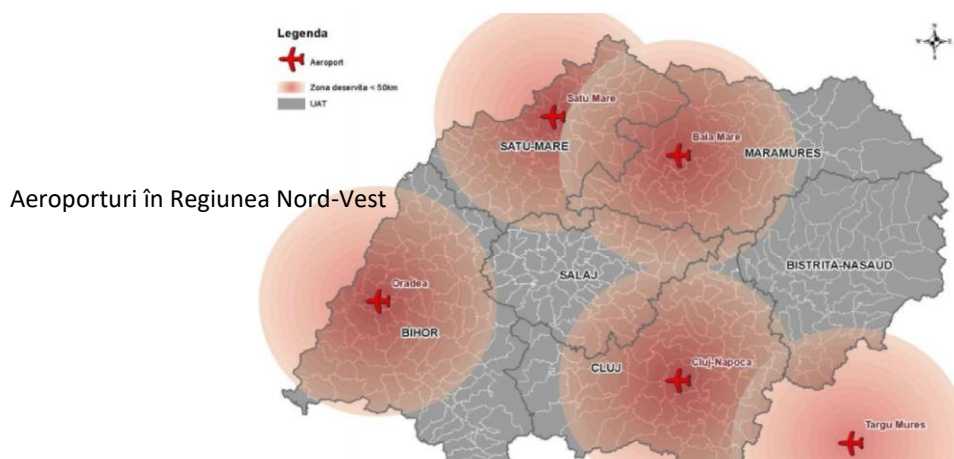 Legenda
Aeroport
Zona deservita < 50km
UAT
N
W
E
S
Satu Mare
SATU-MARE
Baia Mare
MARAMURES
Aeroporturi în Regiunea Nord-Vest
SALAJ
BISTRITA-NASAUD
Oradea
BIHOR
CLUJ
Cluj-Napoca
Targu Mures